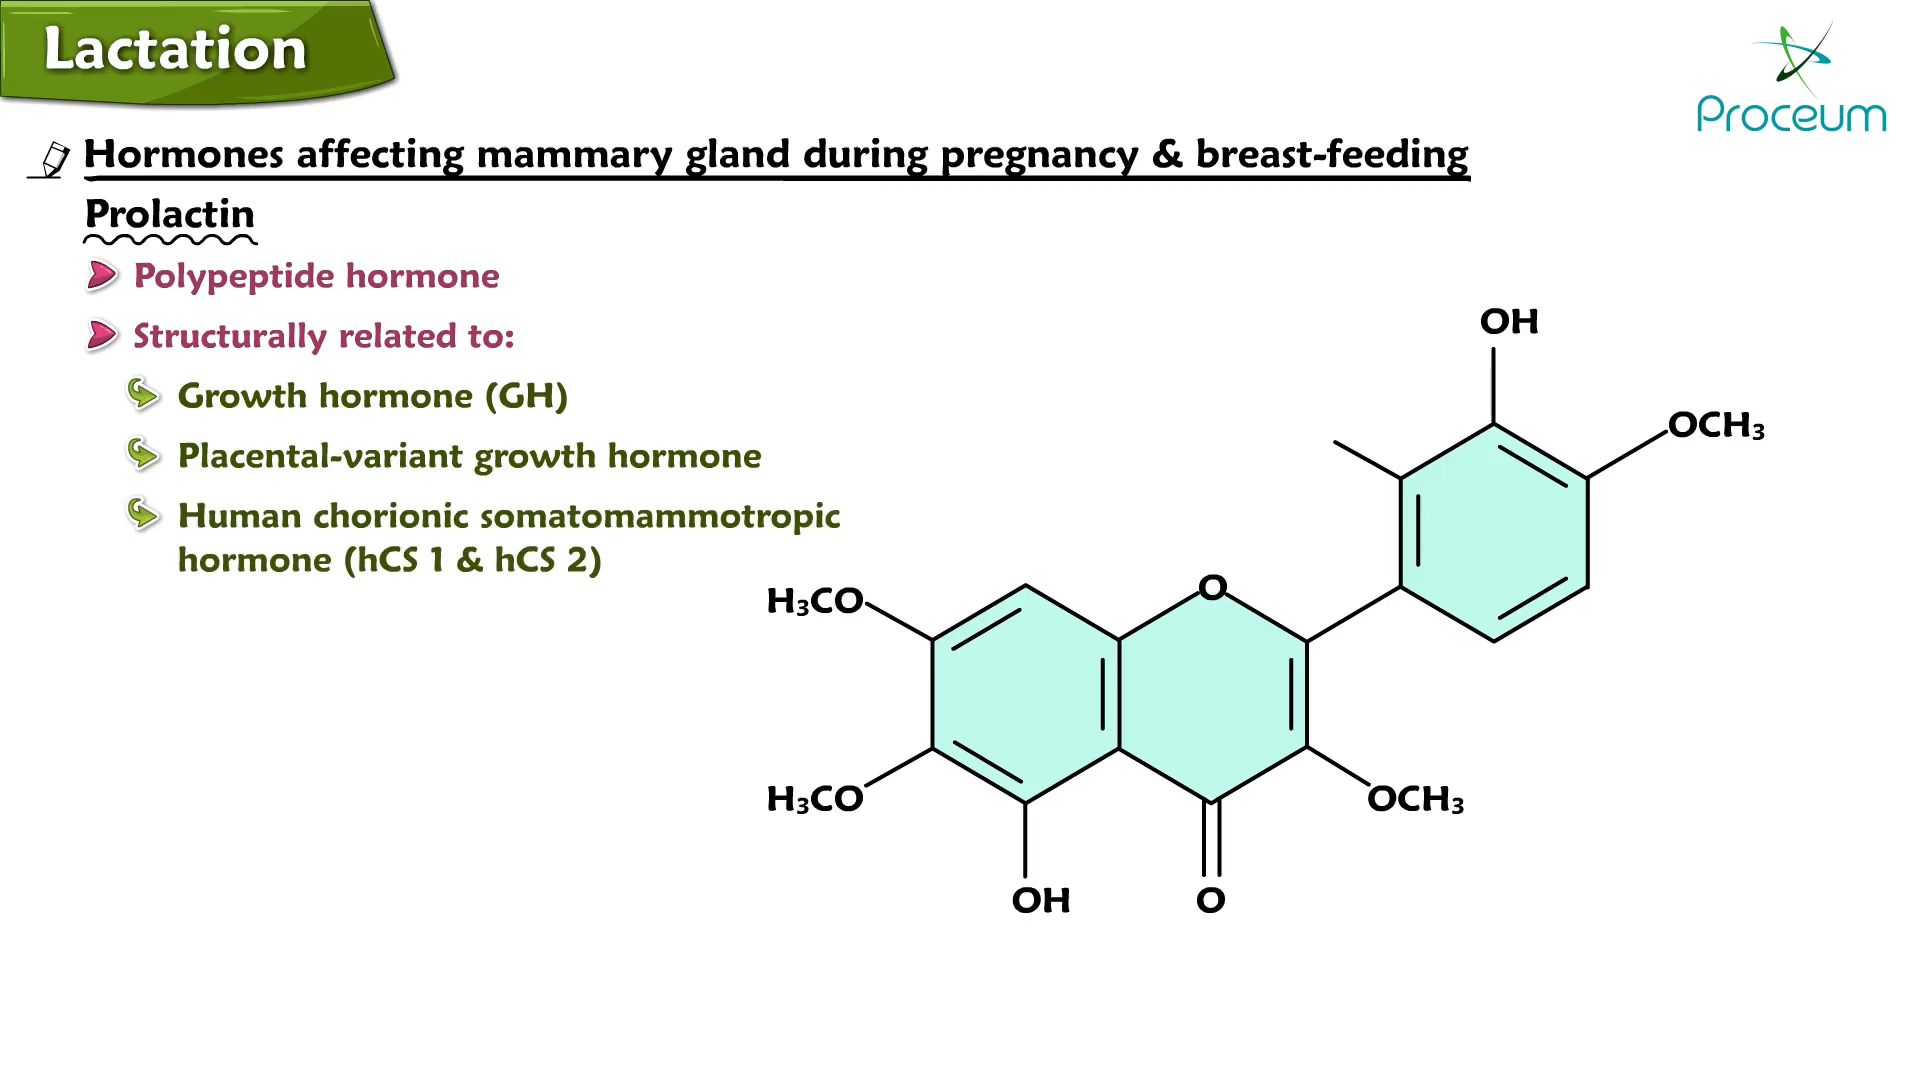 Lactation
Proceum
Hormones affecting mammary gland during pregnancy & breast-feeding
Prolactin
Polypeptide hormone
Structurally related to:
Growth hormone (GH)
Placental-variant growth hormone
Human chorionic somatomammotropic
hormone (hCS 1 & hCS 2)
OH
OCH₃
H₃CO
O
H₃CO
OCH₃
OH
O